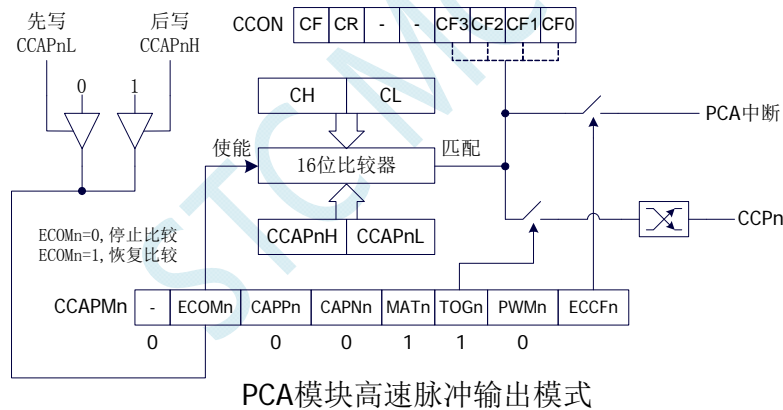 先写
CCAPnL
后写
CCAPnH
CCON CF CR - - CF3 CF2 CF1 CF0
0 1
CH CL
PCA中断
使能
16位比较器
匹配
CCPn
CCAPnH CCAPnL
ECOMn=0,停止比较
ECOMn=1,恢复比较
CCAPMn - ECOMn CAPPn CAPNn MATn TOGn PWMn ECCFn
0 0 0 1 1 0
PCA模块高速脉冲输出模式
STC MC